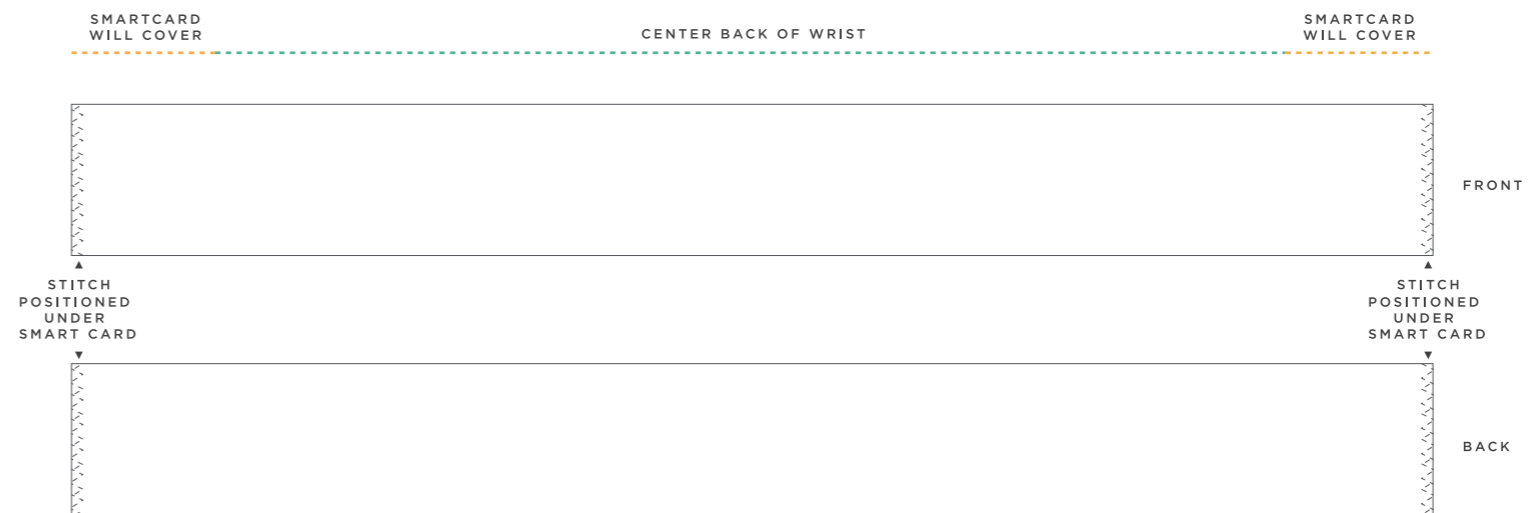 SMARTCARD
WILL COVER
CENTER BACK OF WRIST
SMARTCARD
WILL COVER
FRONT
STITCH
POSITIONED
UNDER
SMART CARD
STITCH
POSITIONED
UNDER
SMART CARD
BACK